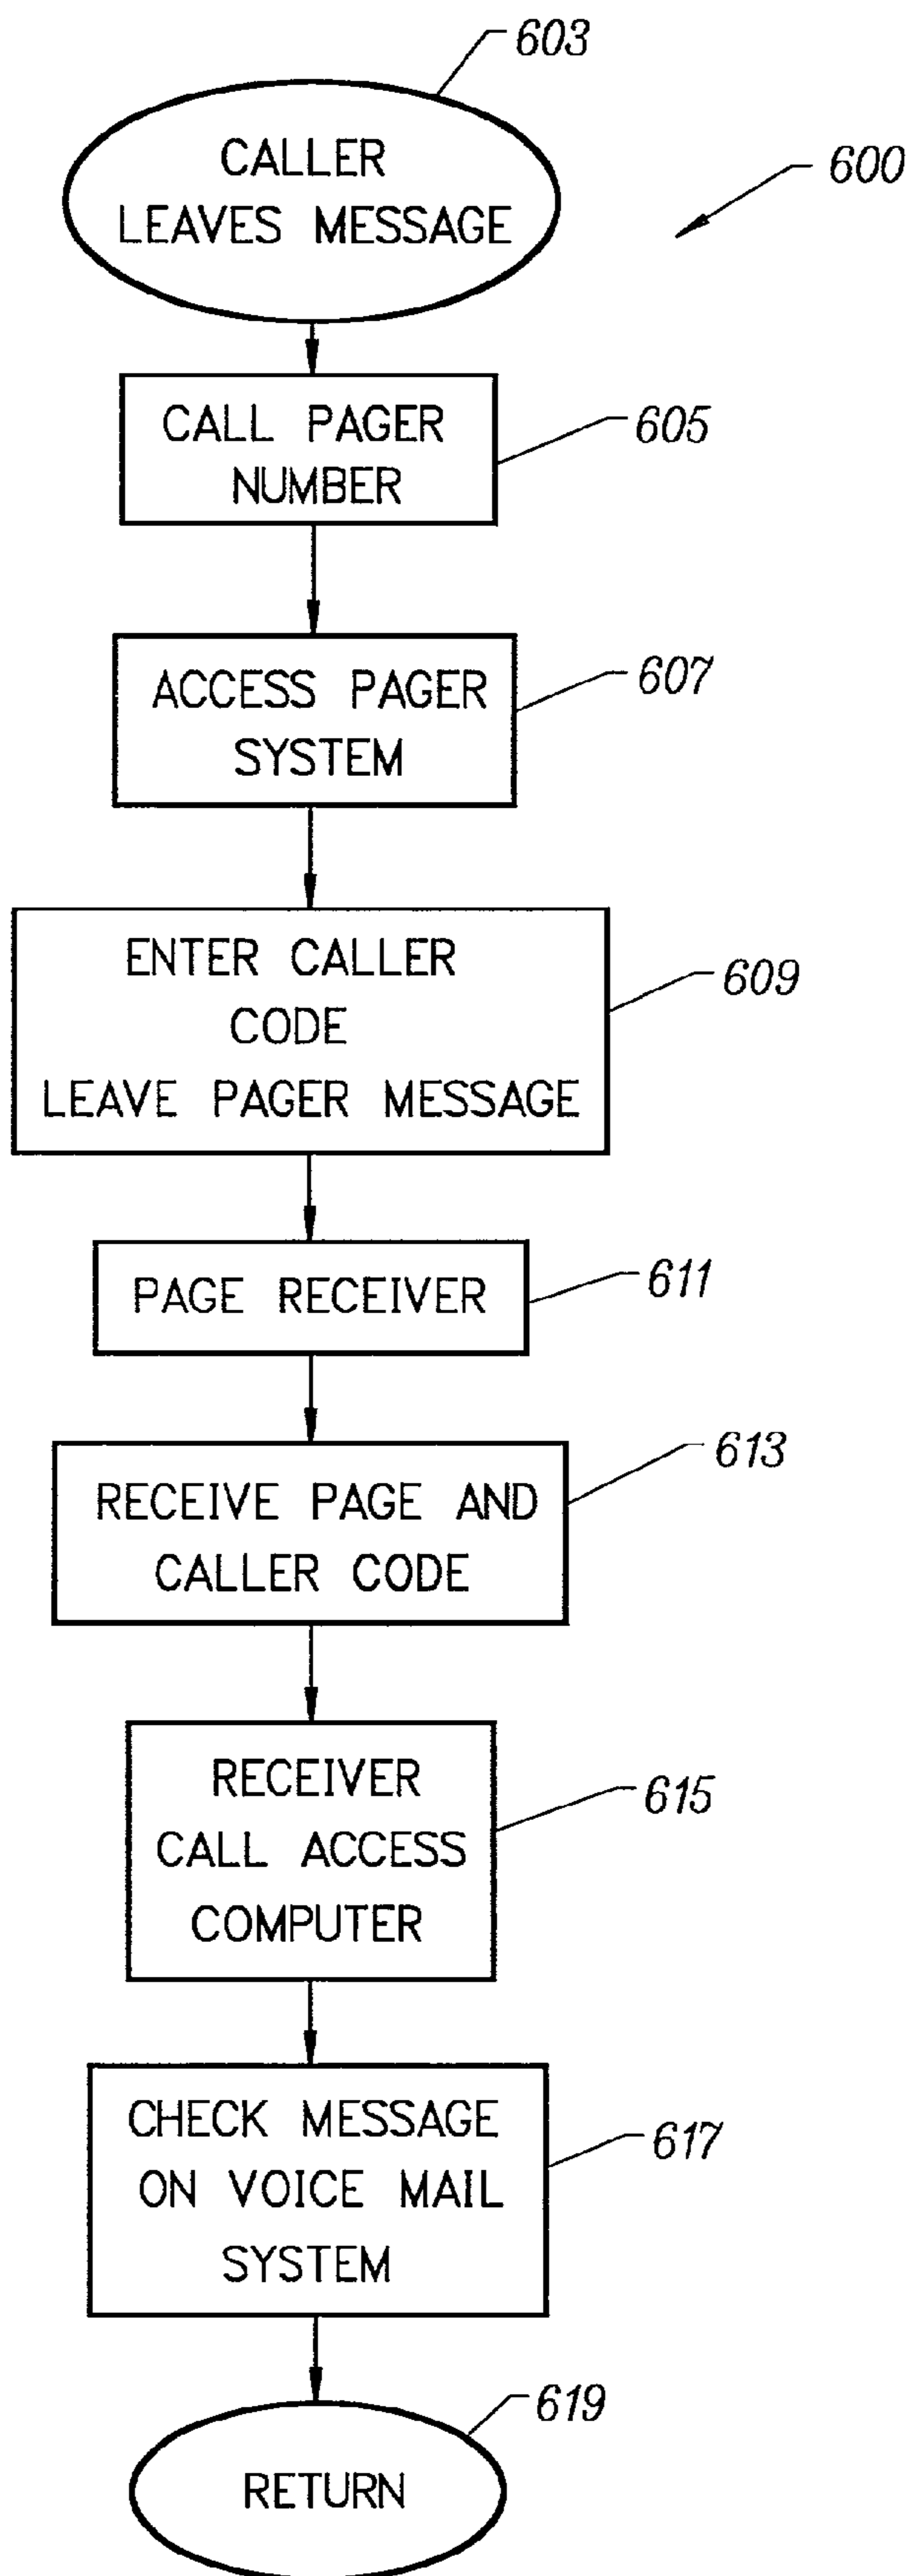 603
CALLER
LEAVES MESSAGE
600
CALL PAGER
NUMBER
605
ACCESS PAGER
SYSTEM
607
ENTER CALLER
CODE
LEAVE PAGER MESSAGE
609
PAGE RECEIVER
611
RECEIVE PAGE AND
CALLER CODE
613
RECEIVER
CALL ACCESS
COMPUTER
615
CHECK MESSAGE
ON VOICE MAIL
SYSTEM
617
619
RETURN